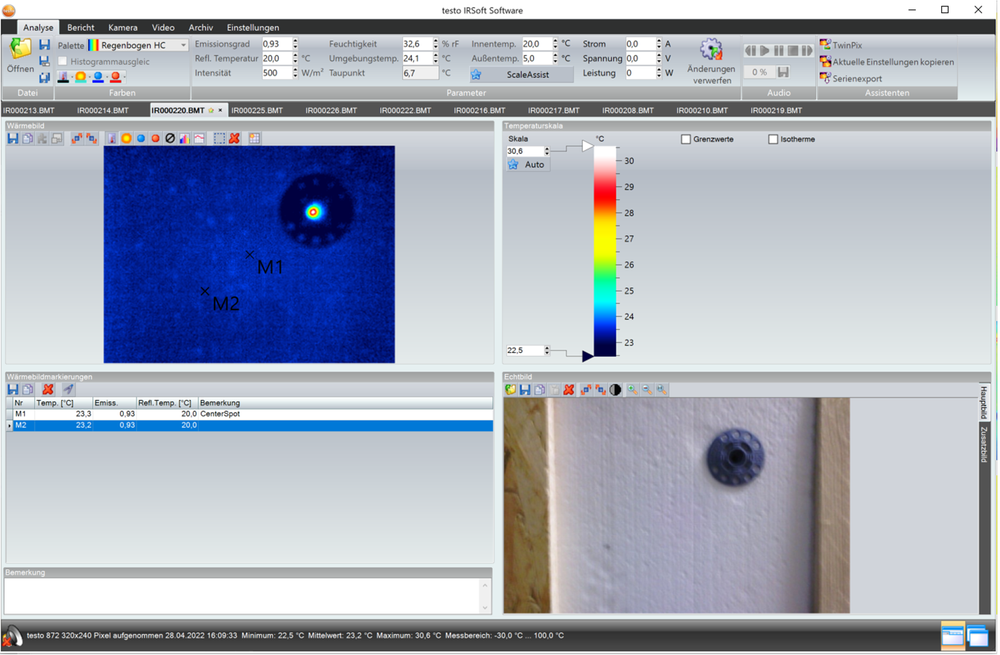 testo IRSoft Software
Analyse Bericht Kamera Video Archiv Einstellungen
Öffnen
Palette Regenbogen HC
Histogrammausgleic
Datei
Farben
Emissionsgrad 0,93
Refl. Temperatur 20,0 °C
Intensität 500 W/m²
Feuchtigkeit 32,6 % rF
Umgebungstemp. 24,1 °C
Taupunkt 6,7 °C
Innentemp. 20,0 °C
Außentemp. 5,0 °C
ScaleAssist
Strom 0,0 A
Spannung 0,0 V
Leistung 0 W
Änderungen
verwerfen
Parameter
0 %
Audio
TwinPix
Aktuelle Einstellungen kopieren
Serienexport
Assistenten
IR000213.BMT IR000214.BMT IR000220.BMT IR000225.BMT IR000226.BMT IR000222.BMT IR000216.BMT IR000217.BMT IR000208.BMT IR000210.BMT IR000219.BMT
Wärmebild
M1
M2
Temperaturskala
Skala °C
30,6
Auto
Grenzwerte Isotherme
30
29
28
27
26
25
24
23
22,5
Wärmebildmarkierungen
Nr Temp. [°C] Emiss. Refl.Temp. [°C] Bemerkung
M1 23,3 0,93 20,0 CenterSpot
M2 23,2 0,93 20,0
Bemerkung
Echtbild
Hauptbild
Zusatzbild
testo 872 320x240 Pixel aufgenommen 28.04.2022 16:09:33 Minimum: 22,5 °C Mittelwert: 23,2 °C Maximum: 30,6 °C Messbereich: -30,0 °C ... 100,0 °C